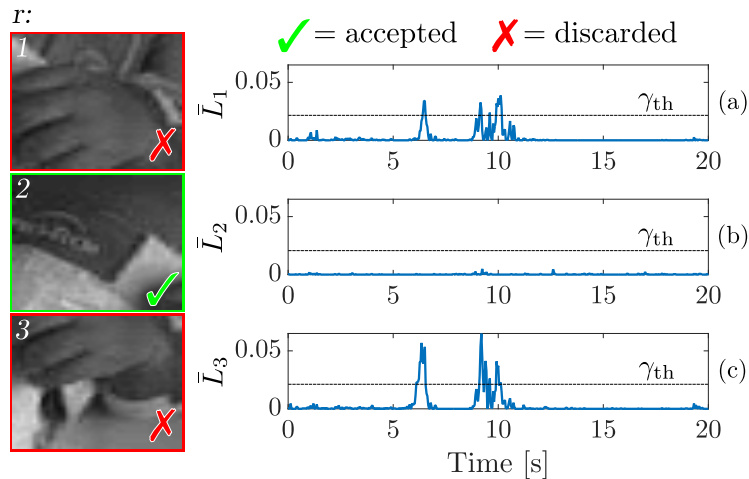 r:
✓ = accepted ✗ = discarded
1
2
3
L̄̄₁
0.05
0
γth
(a)
0 5 10 15 20
L̄̄₂
0.05
0
γth
(b)
0 5 10 15 20
L̄̄₃
0.05
0
γth
(c)
0 5 10 15 20
Time [s]